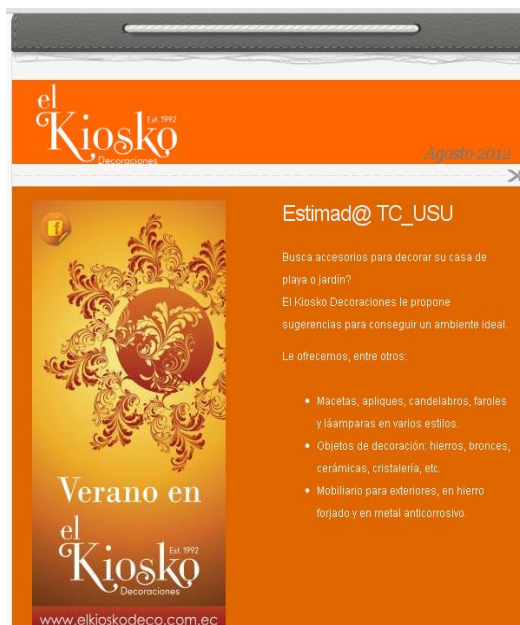 el
Kiosko
Est. 1992
Decoraciones
Agosto 2012
Estimad@ TC_USU
Busca accesorios para decorar su casa de
playa o jardín?
El Kiosko Decoraciones le propone
sugerencias para conseguir un ambiente ideal.
Le ofrecemos, entre otros:
• Macetas, apliques, candelabros, faroles
y láamparas en varios estilos.
• Objetos de decoración: hierros, bronces,
cerámicas, cristalería, etc.
• Mobiliario para exteriores, en hierro
forjado y en metal anticorrosivo.
f
Verano en
el
Kiosko
Est. 1992
Decoraciones
www.elkioskodeco.com.ec